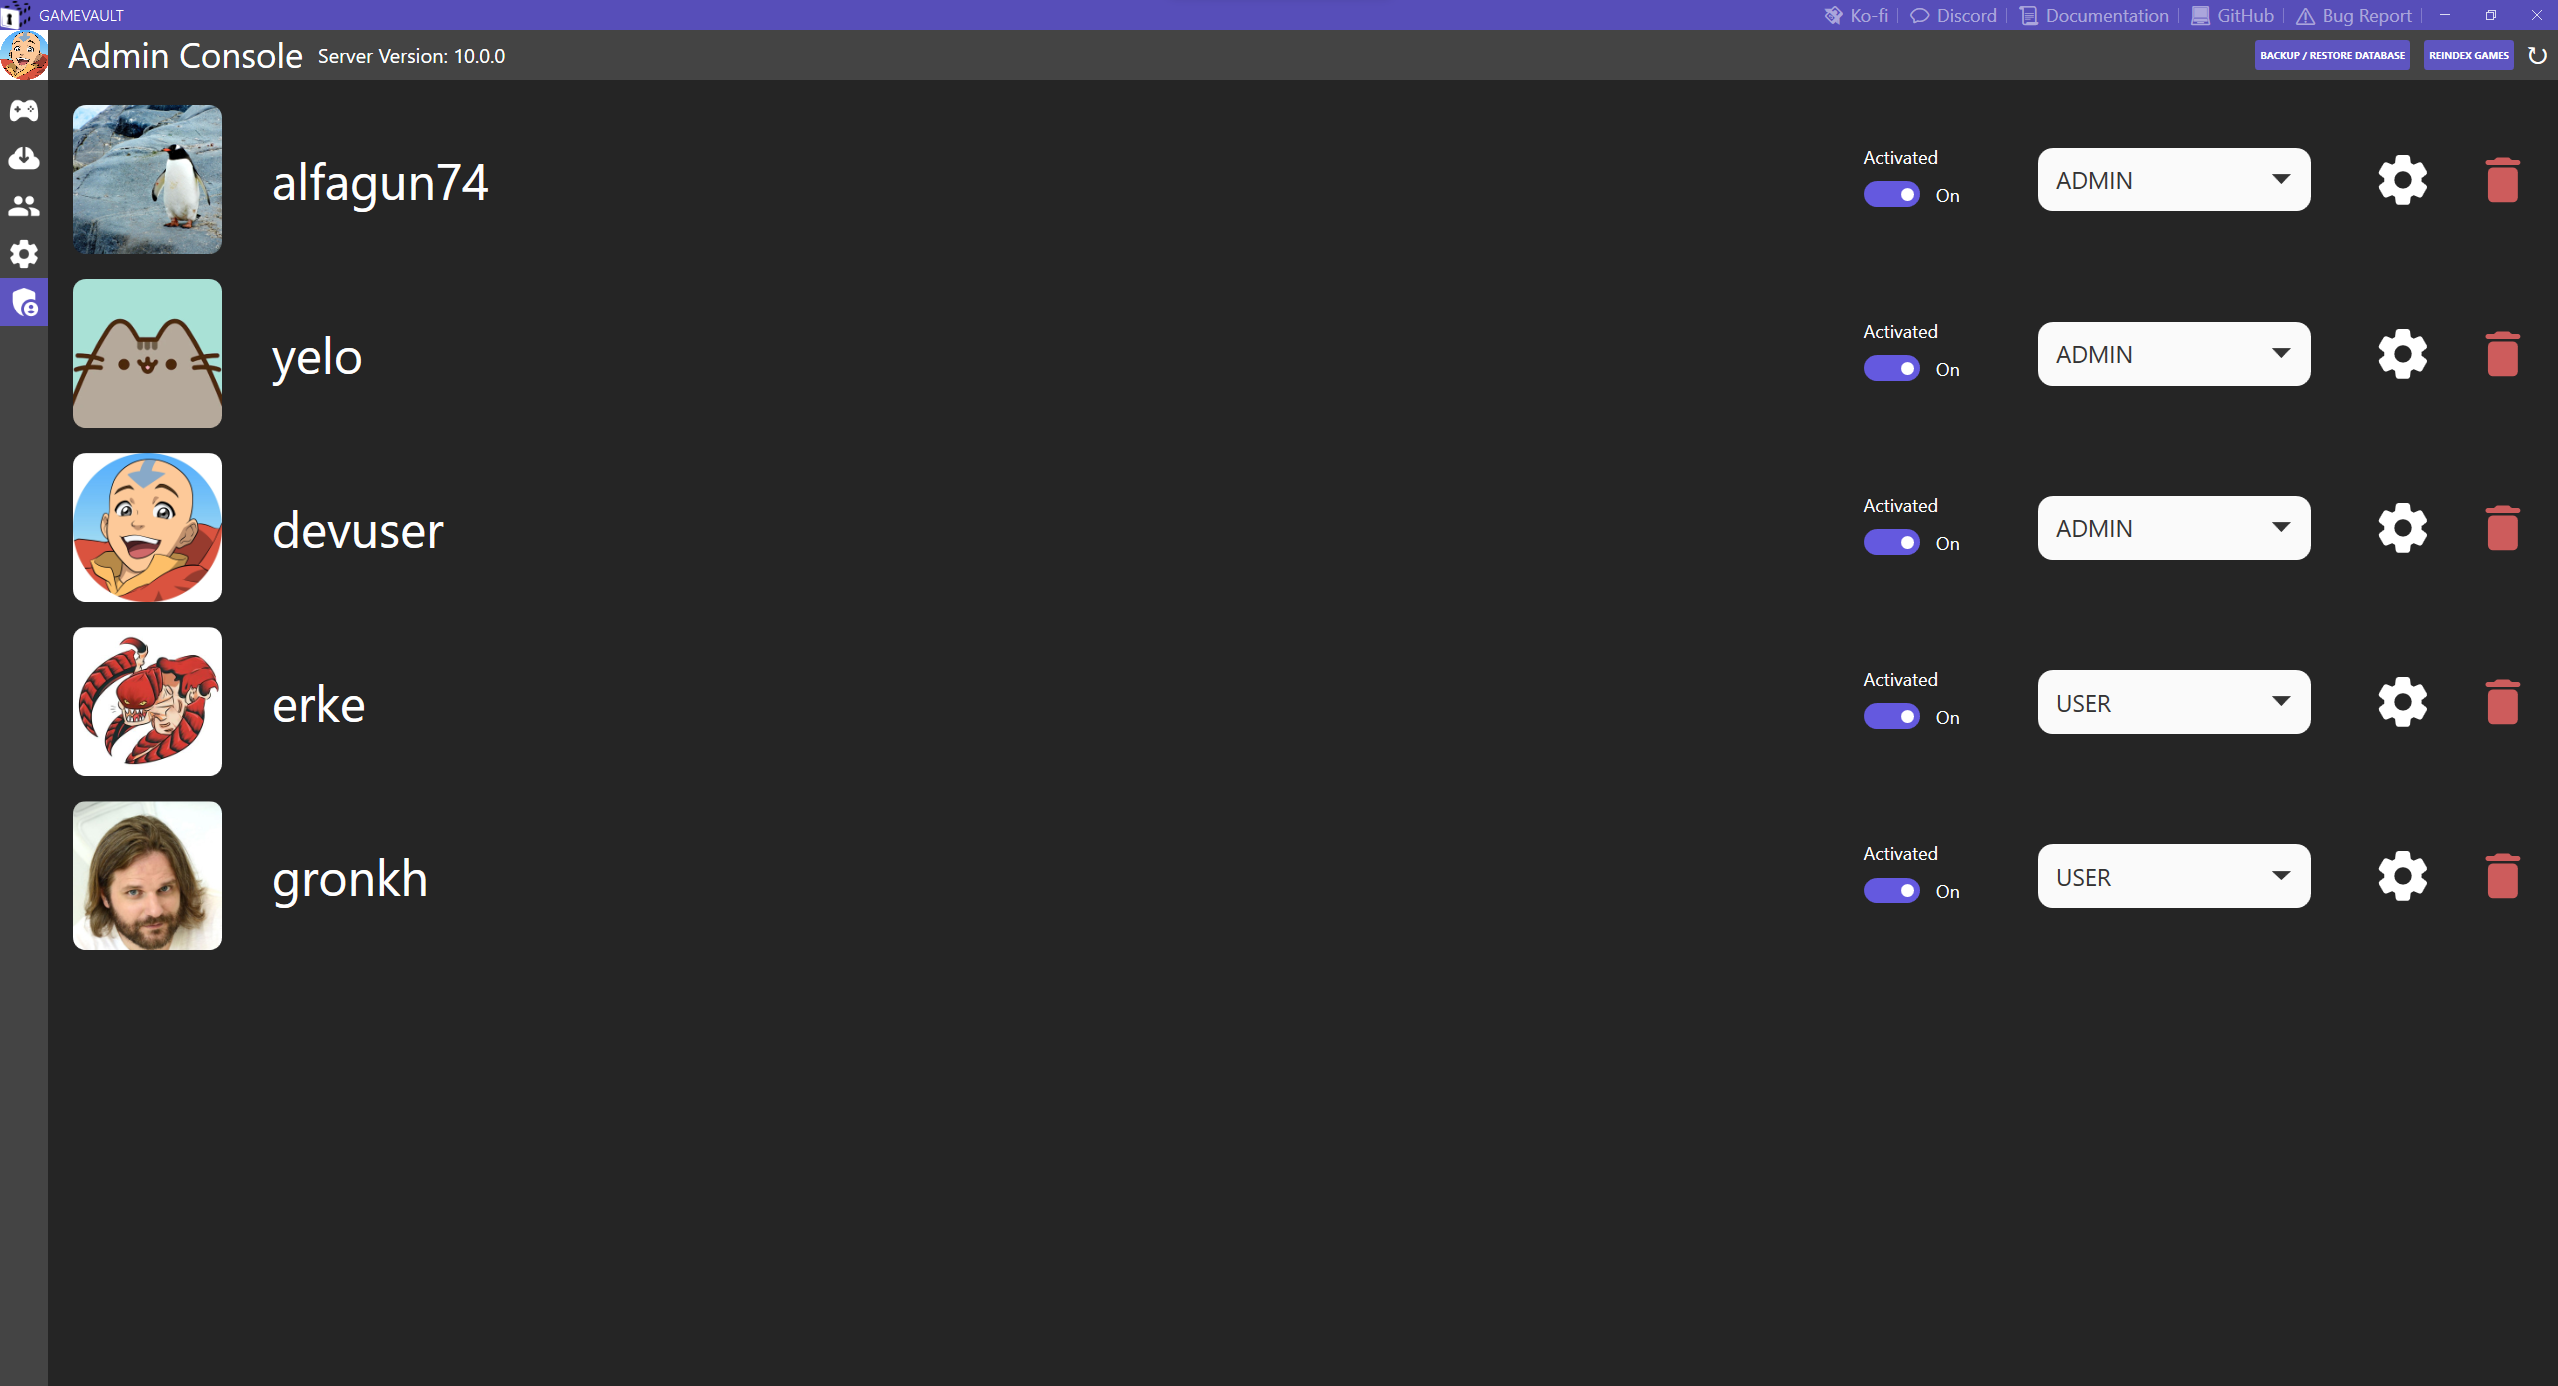 GAMEVAULT
Ko-fi
Discord
Documentation
GitHub
Bug Report
Admin Console
Server Version: 10.0.0
BACKUP / RESTORE DATABASE
REINDEX GAMES
alfagun74
Activated
On
ADMIN
yelo
Activated
On
ADMIN
devuser
Activated
On
ADMIN
erke
Activated
On
USER
gronkh
Activated
On
USER